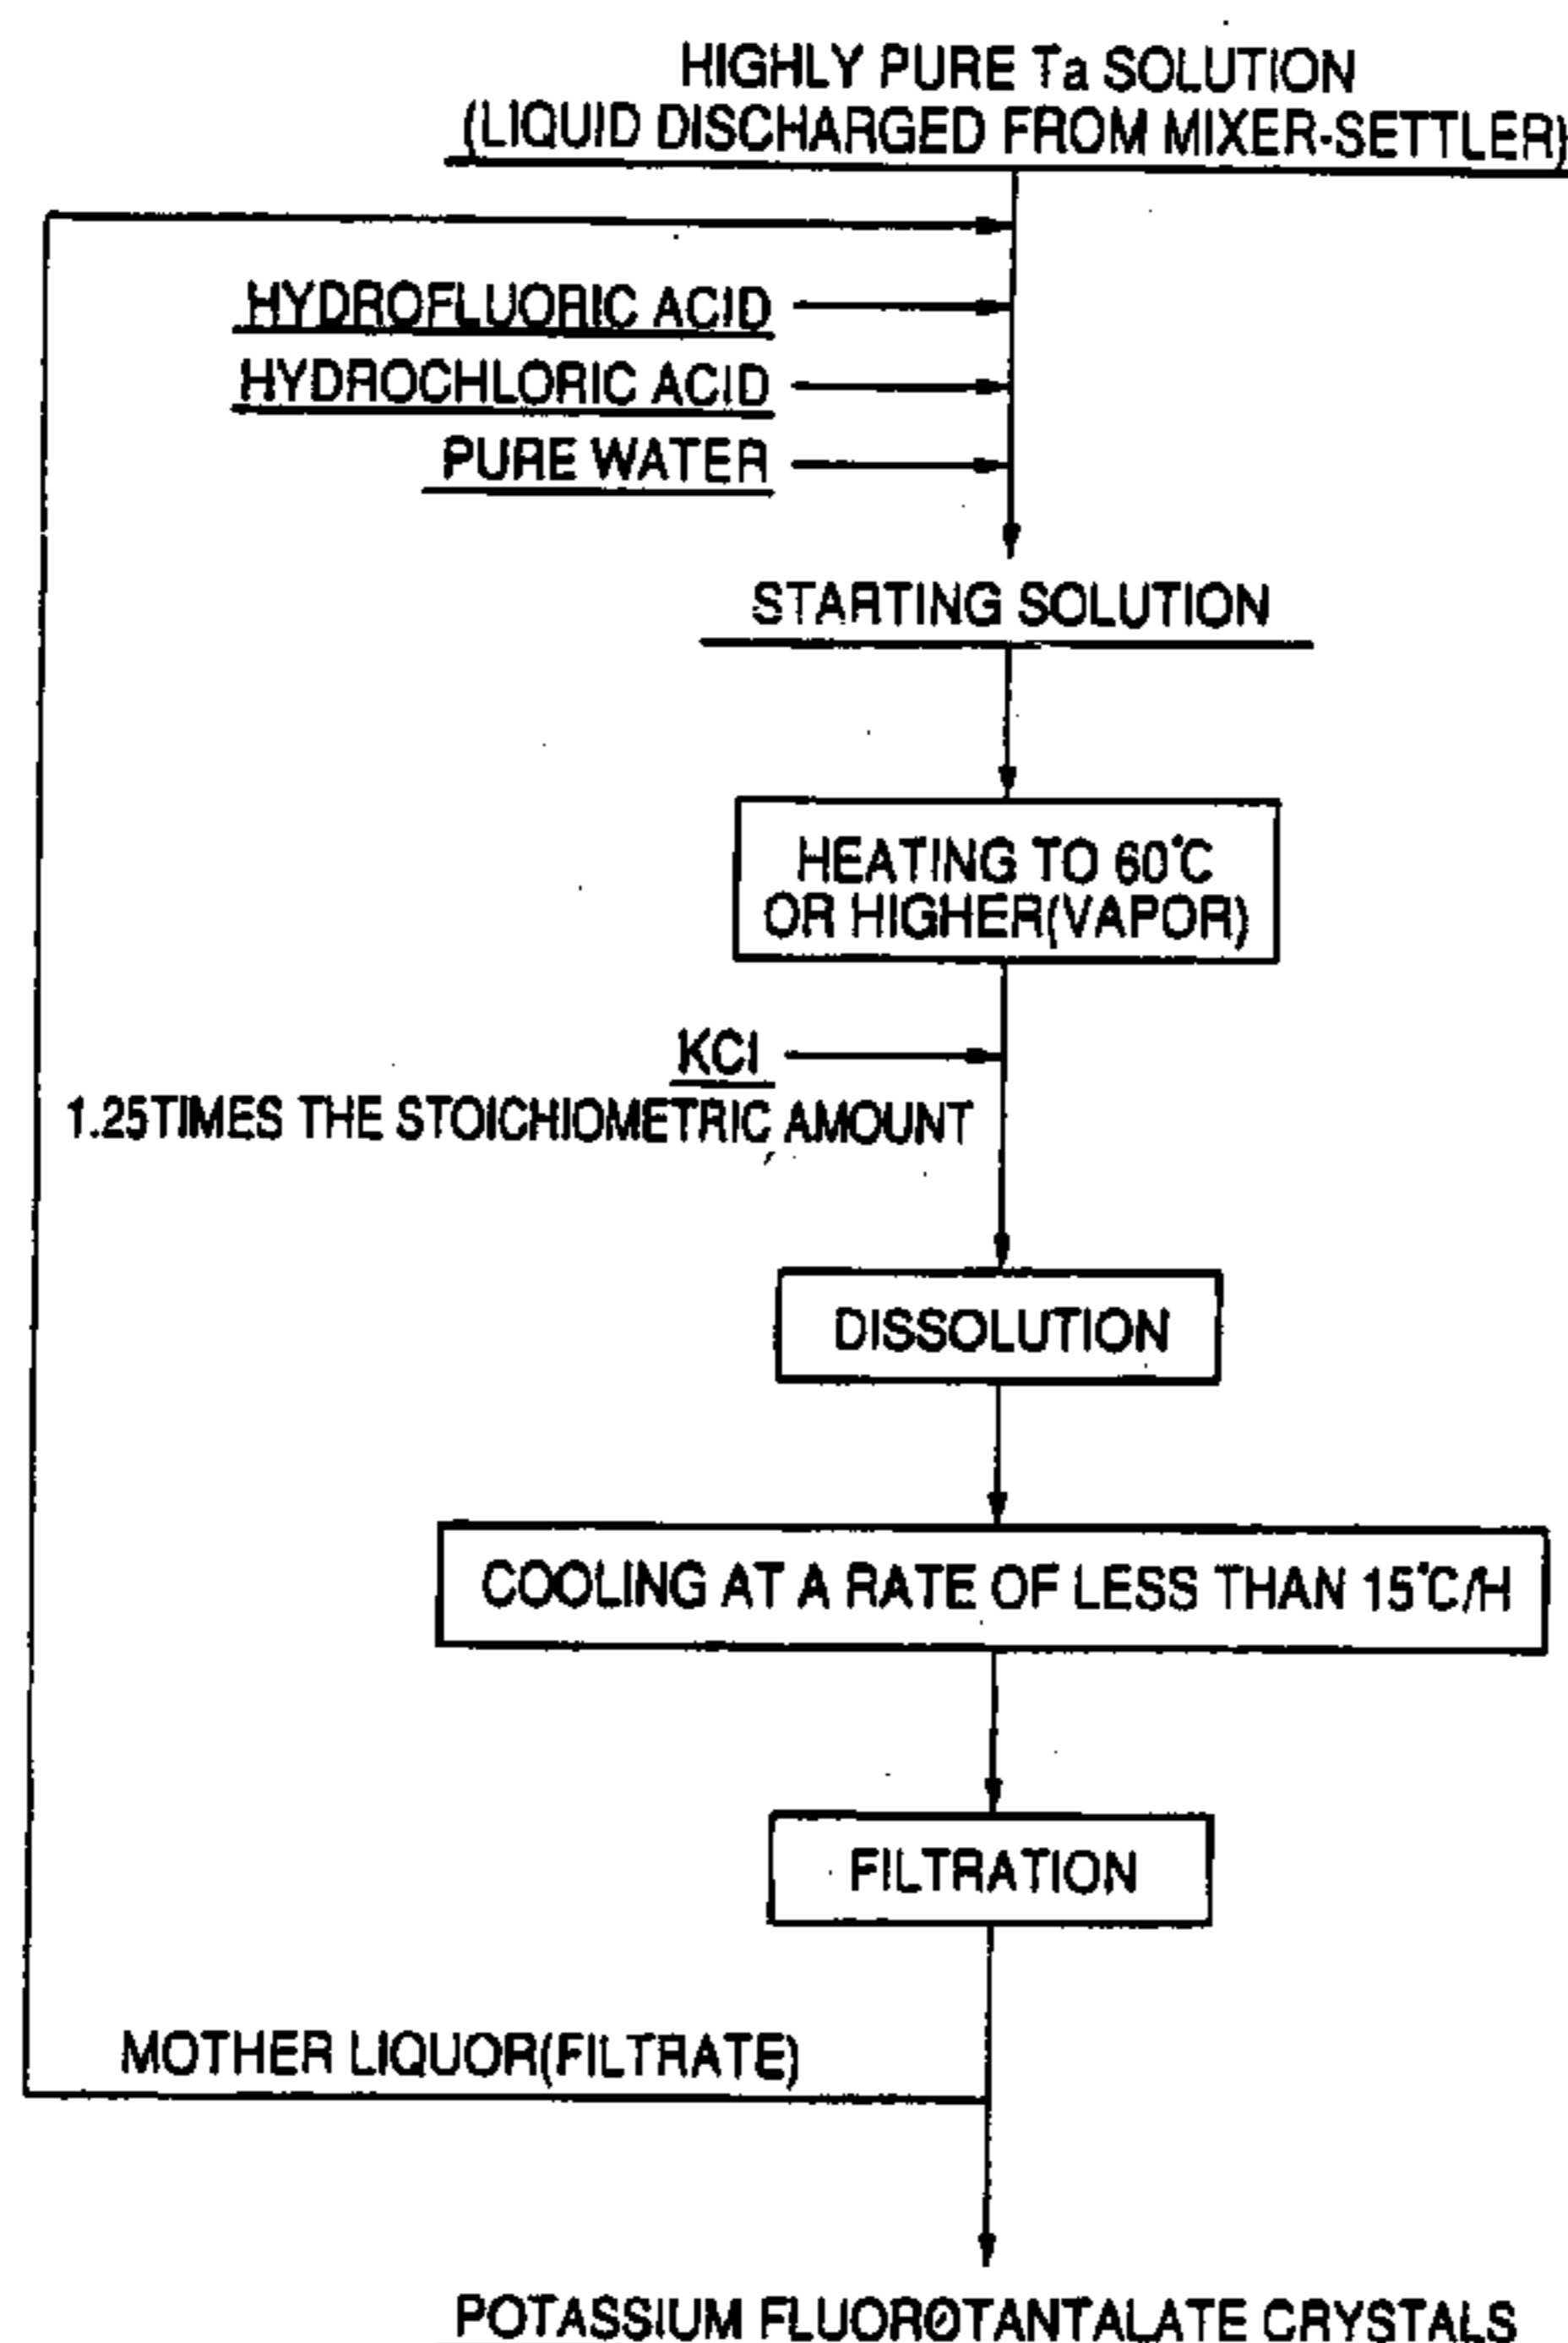 HIGHLY PURE Ta SOLUTION
(LIQUID DISCHARGED FROM MIXER-SETTLER)
HYDROFLUORIC ACID
HYDROCHLORIC ACID
PURE WATER
STARTING SOLUTION
HEATING TO 60°C
OR HIGHER(VAPOR)
KCl
1.25TIMES THE STOICHIOMETRIC AMOUNT
DISSOLUTION
COOLING AT A RATE OF LESS THAN 15°C/H
FILTRATION
MOTHER LIQUOR(FILTRATE)
POTASSIUM FLUOROTANTALATE CRYSTALS